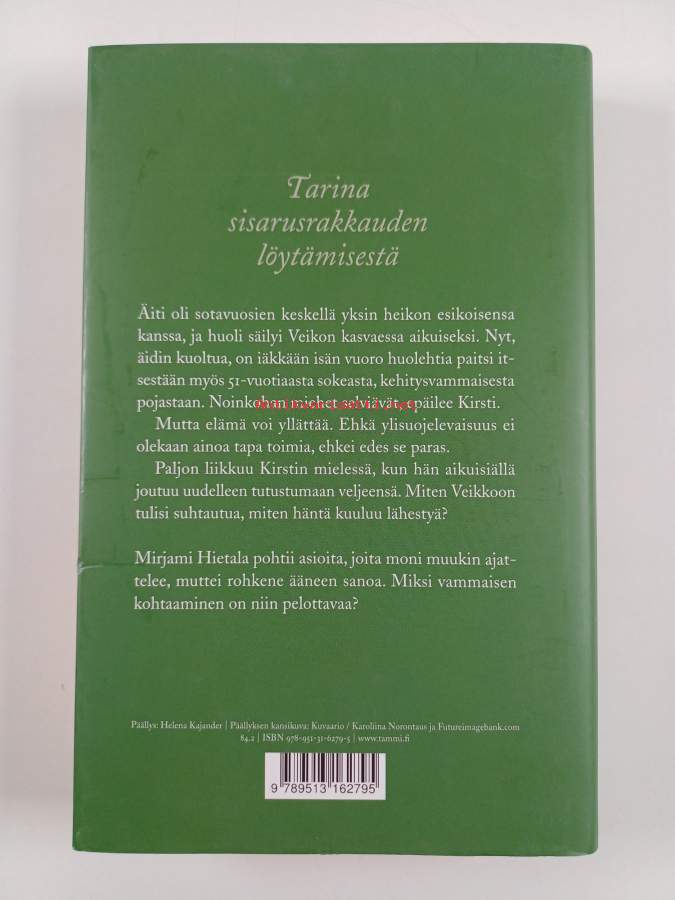 Tarina
sisarusrakkauden
löytämisestä
Äiti oli sotavuosien keskellä yksin heikon esikoisensa
kanssa, ja huoli säilyi Veikon kasvaessa aikuiseksi. Nyt,
äidin kuoltua, on iäkkään isän vuoro huolehtia paitsi it-
sestään myös 51-vuotiaasta sokeasta, kehitysvammaisesta
pojastaan. Noinkohan miehet selviävät, epäilee Kirsti.
Mutta elämä voi yllättää. Ehkä ylisuojelevaisuus ei
olekaan ainoa tapa toimia, ehkei edes se paras.
Paljon liikkuu Kirstin mielessä, kun hän aikuisiällä
joutuu uudelleen tutustumaan veljeensä. Miten Veikkoon
tulisi suhtautua, miten häntä kuuluu lähestyä?
Mirjami Hietala pohtii asioita, joita moni muukin ajat-
telee, muttei rohkene ääneen sanoa. Miksi vammaisen
kohtaaminen on niin pelottavaa?
Päällys: Helena Kajander | Päällyksen kansikuva: Kuvaario / Karoliina Norontaus ja Futureimagebank.com
84.2 | ISBN 978-951-31-6279-5 | www.tammi.fi
9 789513 162795